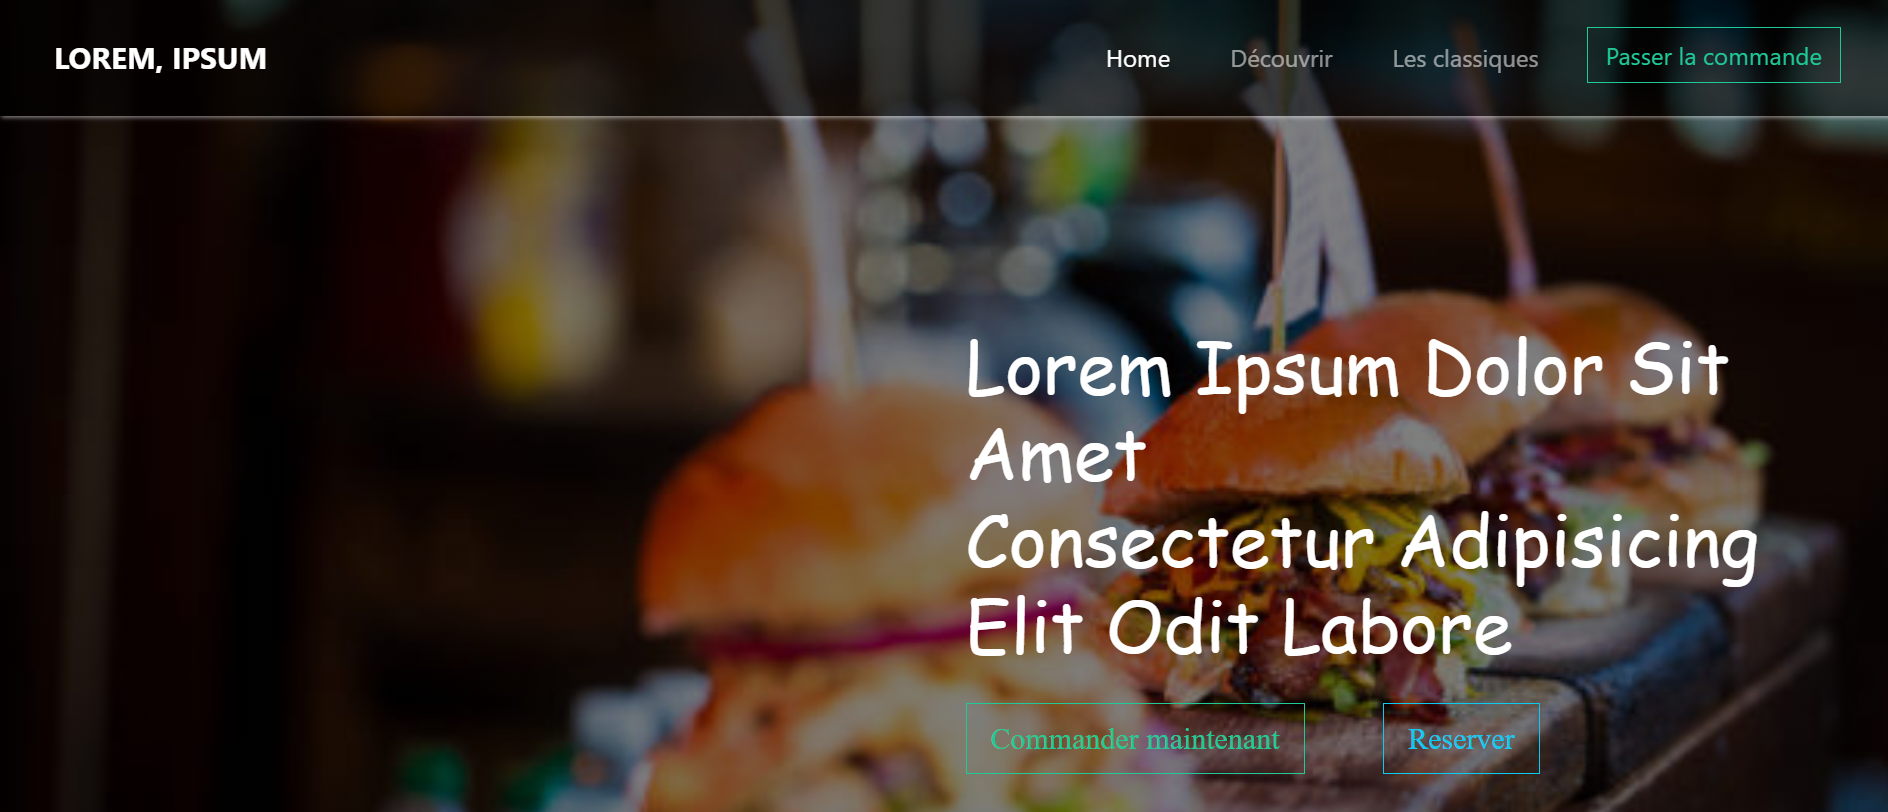 LOREM, IPSUM
Home
Découvrir
Les classiques
Passer la commande
Lorem Ipsum Dolor Sit
Amet
Consectetur Adipisicing
Elit Odit Labore
Commander maintenant
Reserver